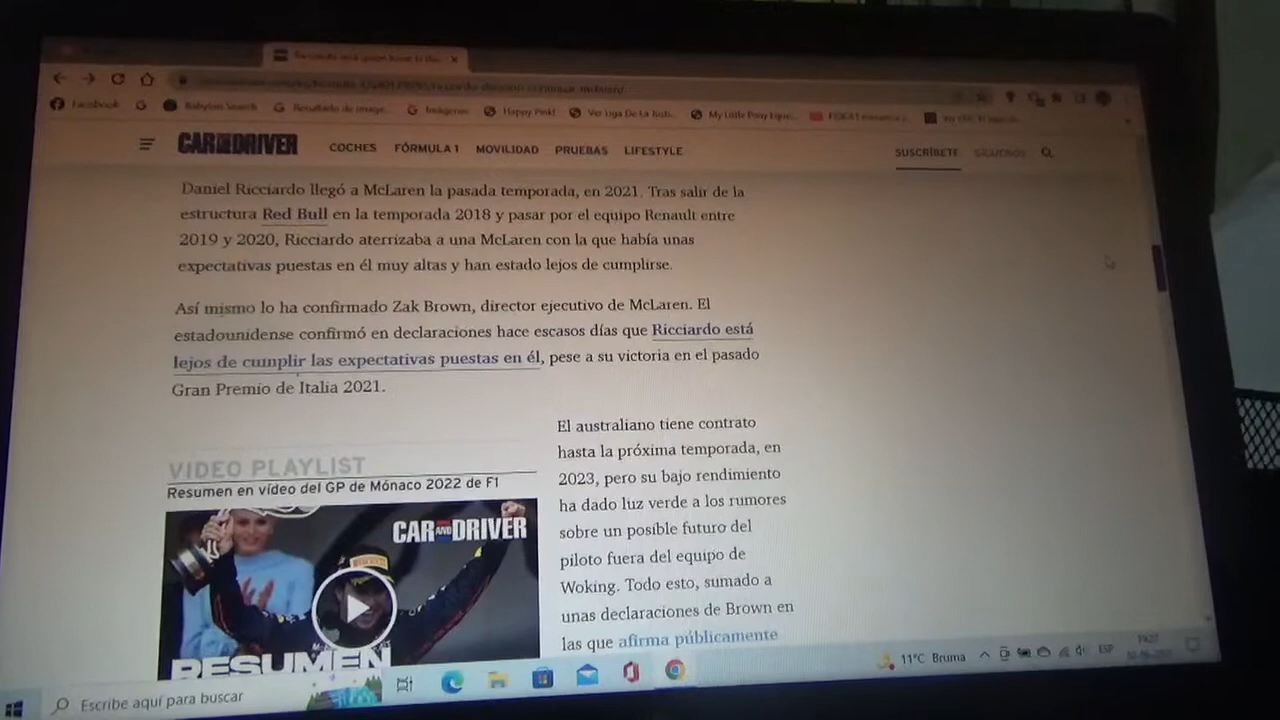 Facebook
Babylon Search
Resultado de image...
Imágenes
Happy Pink!
Ver Liga De La Justi...
My Little Pony Eque...
CAR AND DRIVER
COCHES FÓRMULA 1 MOVILIDAD PRUEBAS LIFESTYLE
SUSCRÍBETE
Daniel Ricciardo llegó a McLaren la pasada temporada, en 2021. Tras salir de la
estructura Red Bull en la temporada 2018 y pasar por el equipo Renault entre
2019 y 2020, Ricciardo aterrizaba a una McLaren con la que había unas
expectativas puestas en él muy altas y han estado lejos de cumplirse.
Así mismo lo ha confirmado Zak Brown, director ejecutivo de McLaren. El
estadounidense confirmó en declaraciones hace escasos días que Ricciardo está
lejos de cumplir las expectativas puestas en él, pese a su victoria en el pasado
Gran Premio de Italia 2021.
VIDEO PLAYLIST
Resumen en vídeo del GP de Mónaco 2022 de F1
CAR AND DRIVER
RESUMEN
El australiano tiene contrato
hasta la próxima temporada, en
2023, pero su bajo rendimiento
ha dado luz verde a los rumores
sobre un posible futuro del
piloto fuera del equipo de
Woking. Todo esto, sumado a
unas declaraciones de Brown en
las que afirma públicamente
Escribe aquí para buscar
11°C Bruma
ESP